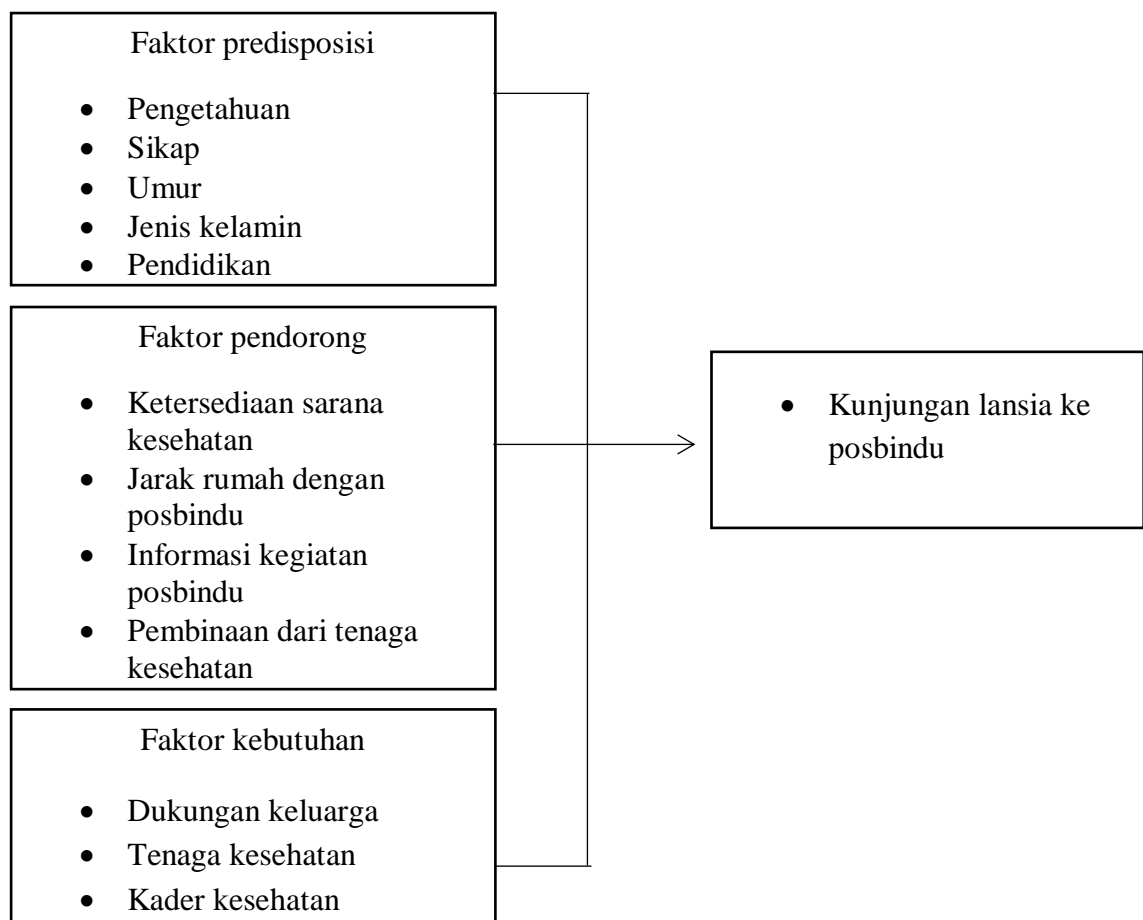 Faktor predisposisi
• Pengetahuan
• Sikap
• Umur
• Jenis kelamin
• Pendidikan
Faktor pendorong
• Ketersediaan sarana
kesehatan
• Jarak rumah dengan
posbindu
• Informasi kegiatan
posbindu
• Pembinaan dari tenaga
kesehatan
Faktor kebutuhan
• Dukungan keluarga
• Tenaga kesehatan
• Kader kesehatan
• Kunjungan lansia ke
posbindu